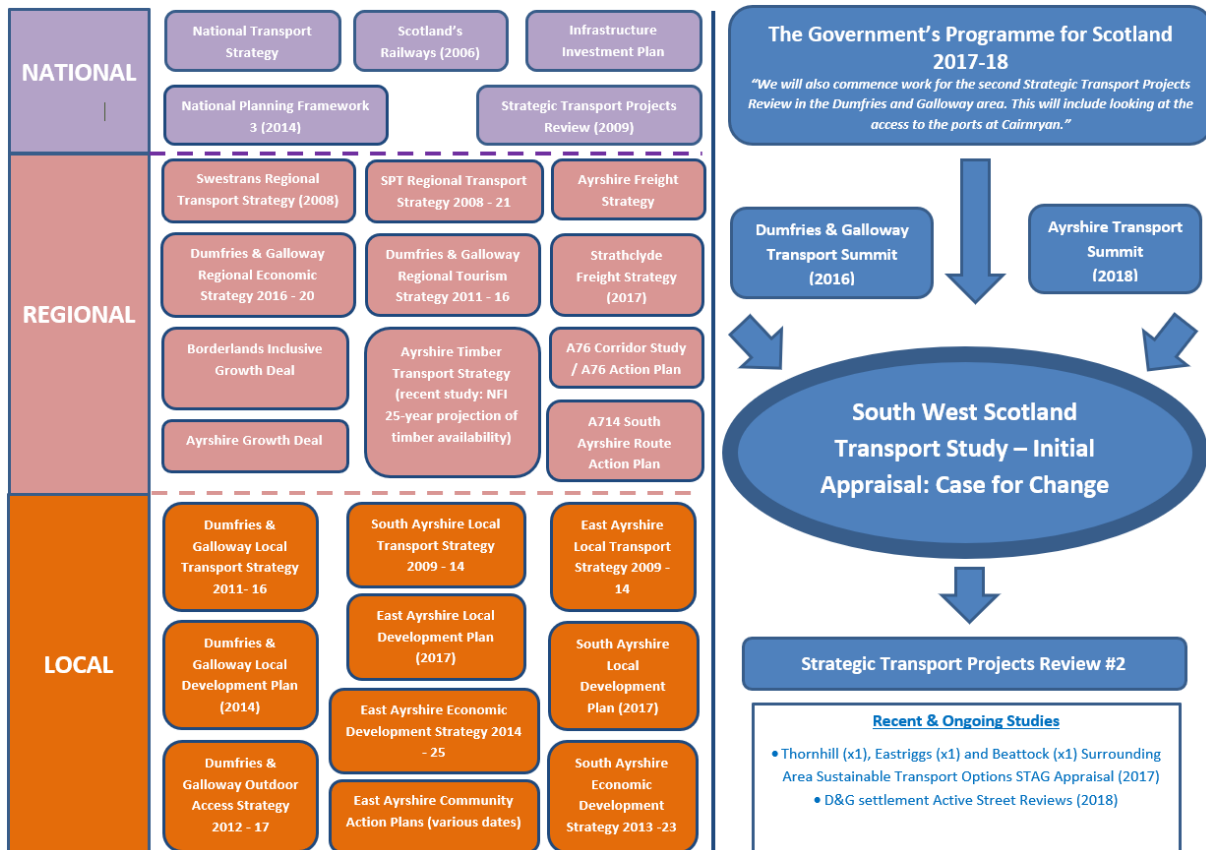 NATIONAL
National Transport
Strategy
Scotland's
Railways (2006)
Infrastructure
Investment Plan
National Planning Framework
3 (2014)
Strategic Transport Projects
Review (2009)
REGIONAL
Swestrans Regional
Transport Strategy (2008)
SPT Regional Transport
Strategy 2008 - 21
Ayrshire Freight
Strategy
Dumfries & Galloway
Regional Economic
Strategy 2016 - 20
Dumfries & Galloway
Regional Tourism
Strategy 2011 - 16
Strathclyde
Freight Strategy
(2017)
Borderlands Inclusive
Growth Deal
Ayrshire Timber
Transport Strategy
(recent study: NFI
25-year projection of
timber availability)
A76 Corridor Study
/ A76 Action Plan
Ayrshire Growth Deal
A714 South
Ayrshire Route
Action Plan
LOCAL
Dumfries &
Galloway Local
Transport Strategy
2011- 16
South Ayrshire Local
Transport Strategy
2009 - 14
East Ayrshire
Local Transport
Strategy 2009 -
14
Dumfries &
Galloway Local
Development Plan
(2014)
East Ayrshire Local
Development Plan
(2017)
South Ayrshire
Local
Development
Plan (2017)
East Ayrshire Economic
Development Strategy 2014
- 25
Dumfries &
Galloway Outdoor
Access Strategy
2012 - 17
East Ayrshire Community
Action Plans (various dates)
South Ayrshire
Economic
Development
Strategy 2013 -23
The Government's Programme for Scotland
2017-18
"We will also commence work for the second Strategic Transport Projects
Review in the Dumfries and Galloway area. This will include looking at the
access to the ports at Cairnryan."
Dumfries & Galloway
Transport Summit
(2016)
Ayrshire Transport
Summit
(2018)
South West Scotland
Transport Study – Initial
Appraisal: Case for Change
Strategic Transport Projects Review #2
Recent & Ongoing Studies
• Thornhill (x1), Eastriggs (x1) and Beattock (x1) Surrounding
Area Sustainable Transport Options STAG Appraisal (2017)
• D&G settlement Active Street Reviews (2018)